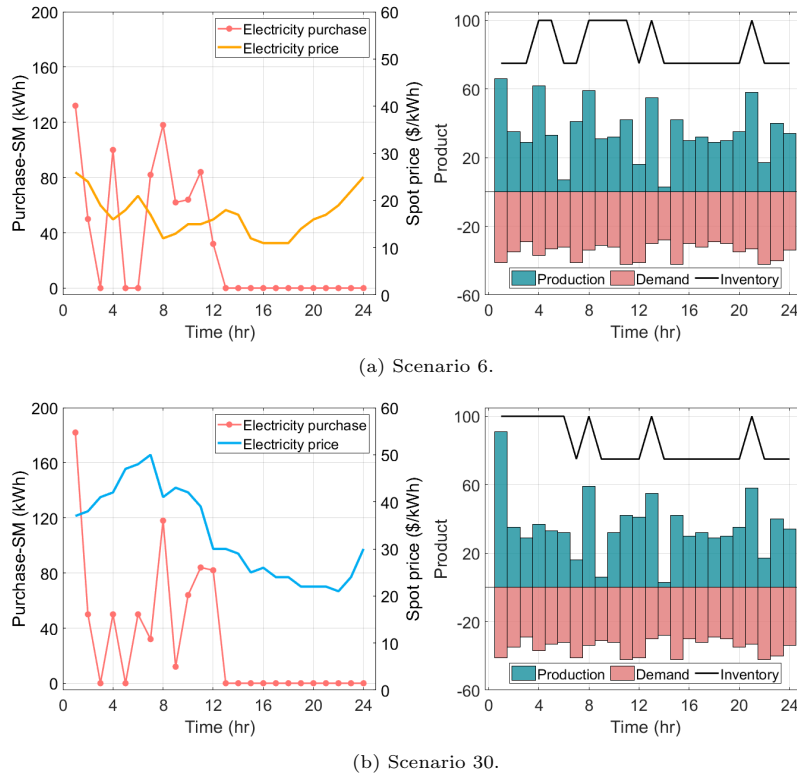 200
160
120
80
40
0
Purchase-SM (kWh)
60
50
40
30
20
10
0
Spot price ($/kWh)
Electricity purchase
Electricity price
0 4 8 12 16 20 24
Time (hr)
100
60
20
-20
-60
Product
Production Demand Inventory
0 4 8 12 16 20 24
Time (hr)
(a) Scenario 6.
200
160
120
80
40
0
Purchase-SM (kWh)
60
50
40
30
20
10
0
Spot price ($/kWh)
Electricity purchase
Electricity price
0 4 8 12 16 20 24
Time (hr)
100
60
20
-20
-60
Product
Production Demand Inventory
0 4 8 12 16 20 24
Time (hr)
(b) Scenario 30.